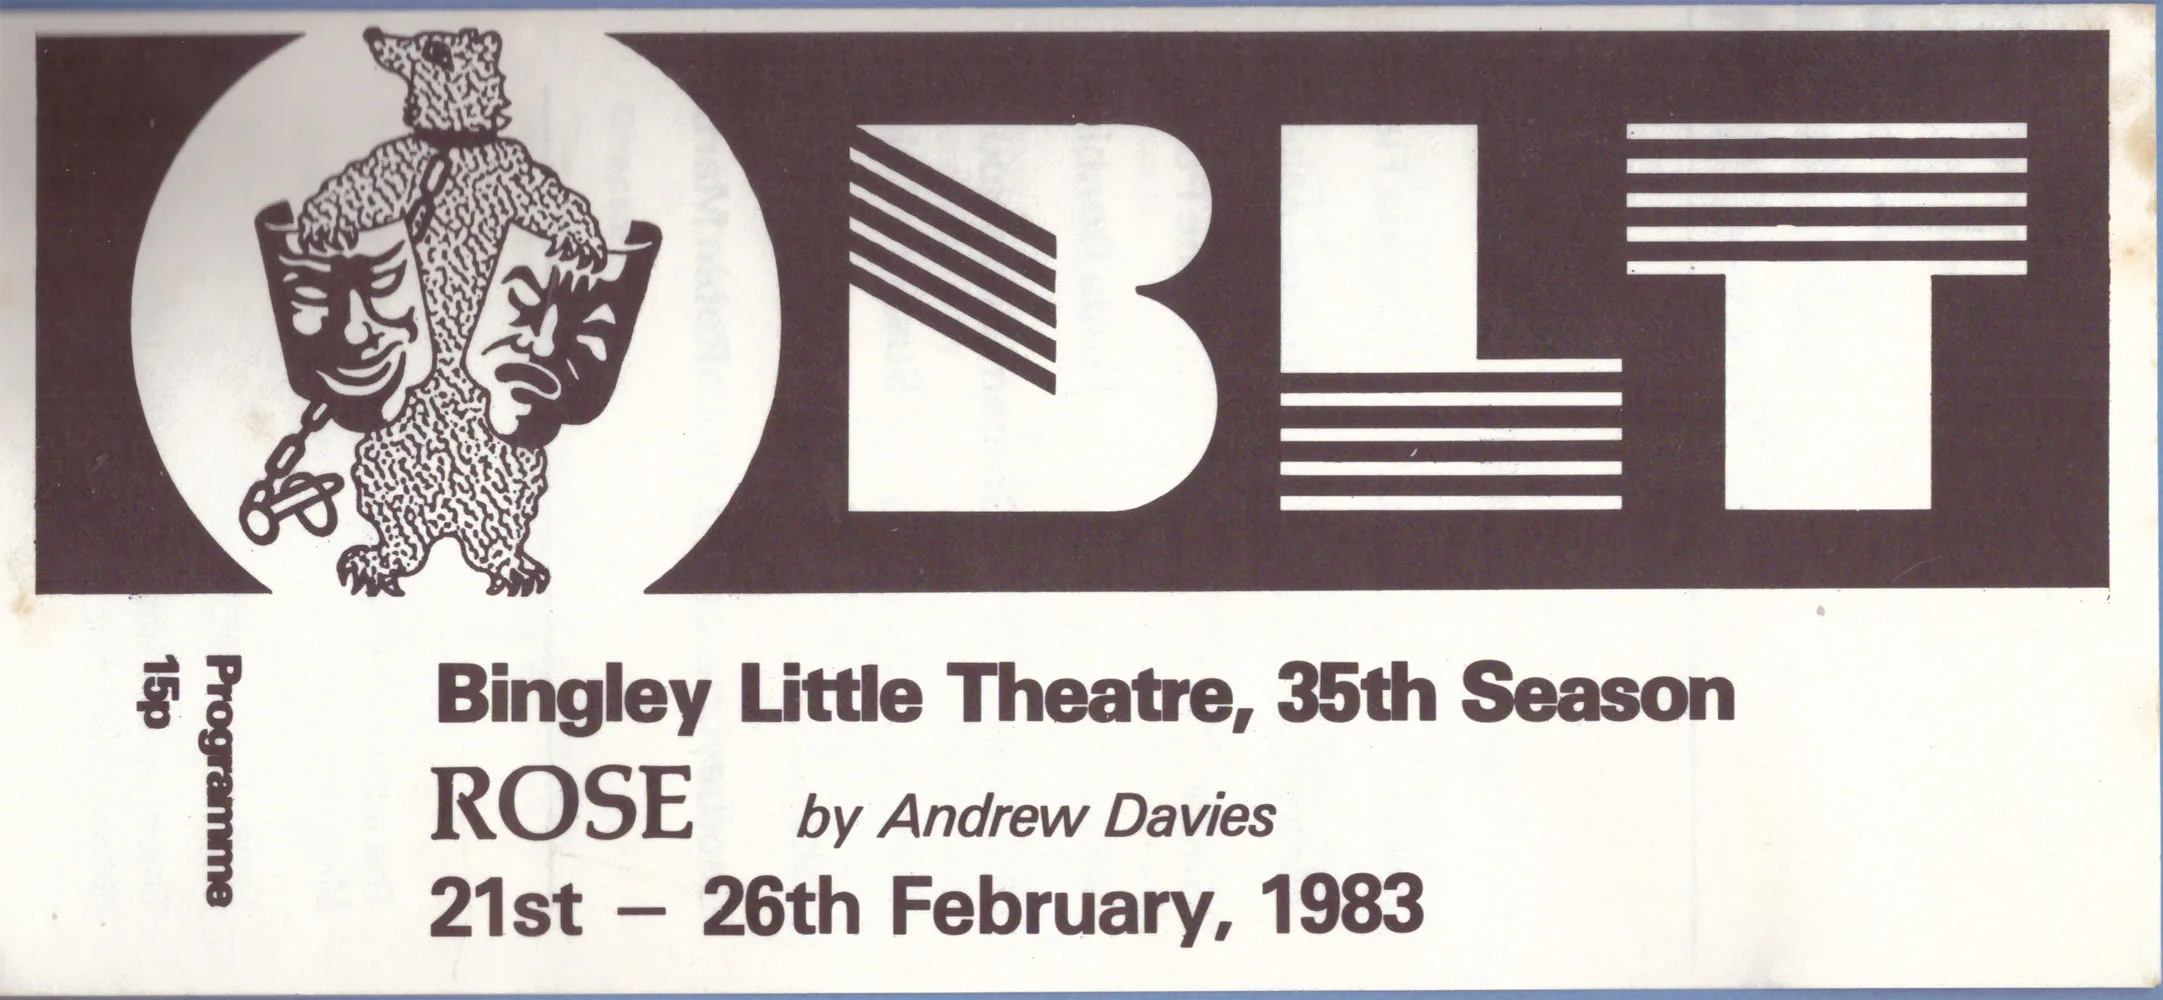 BLT
Programme
15p
Bingley Little Theatre, 35th Season
ROSE by Andrew Davies
21st – 26th February, 1983